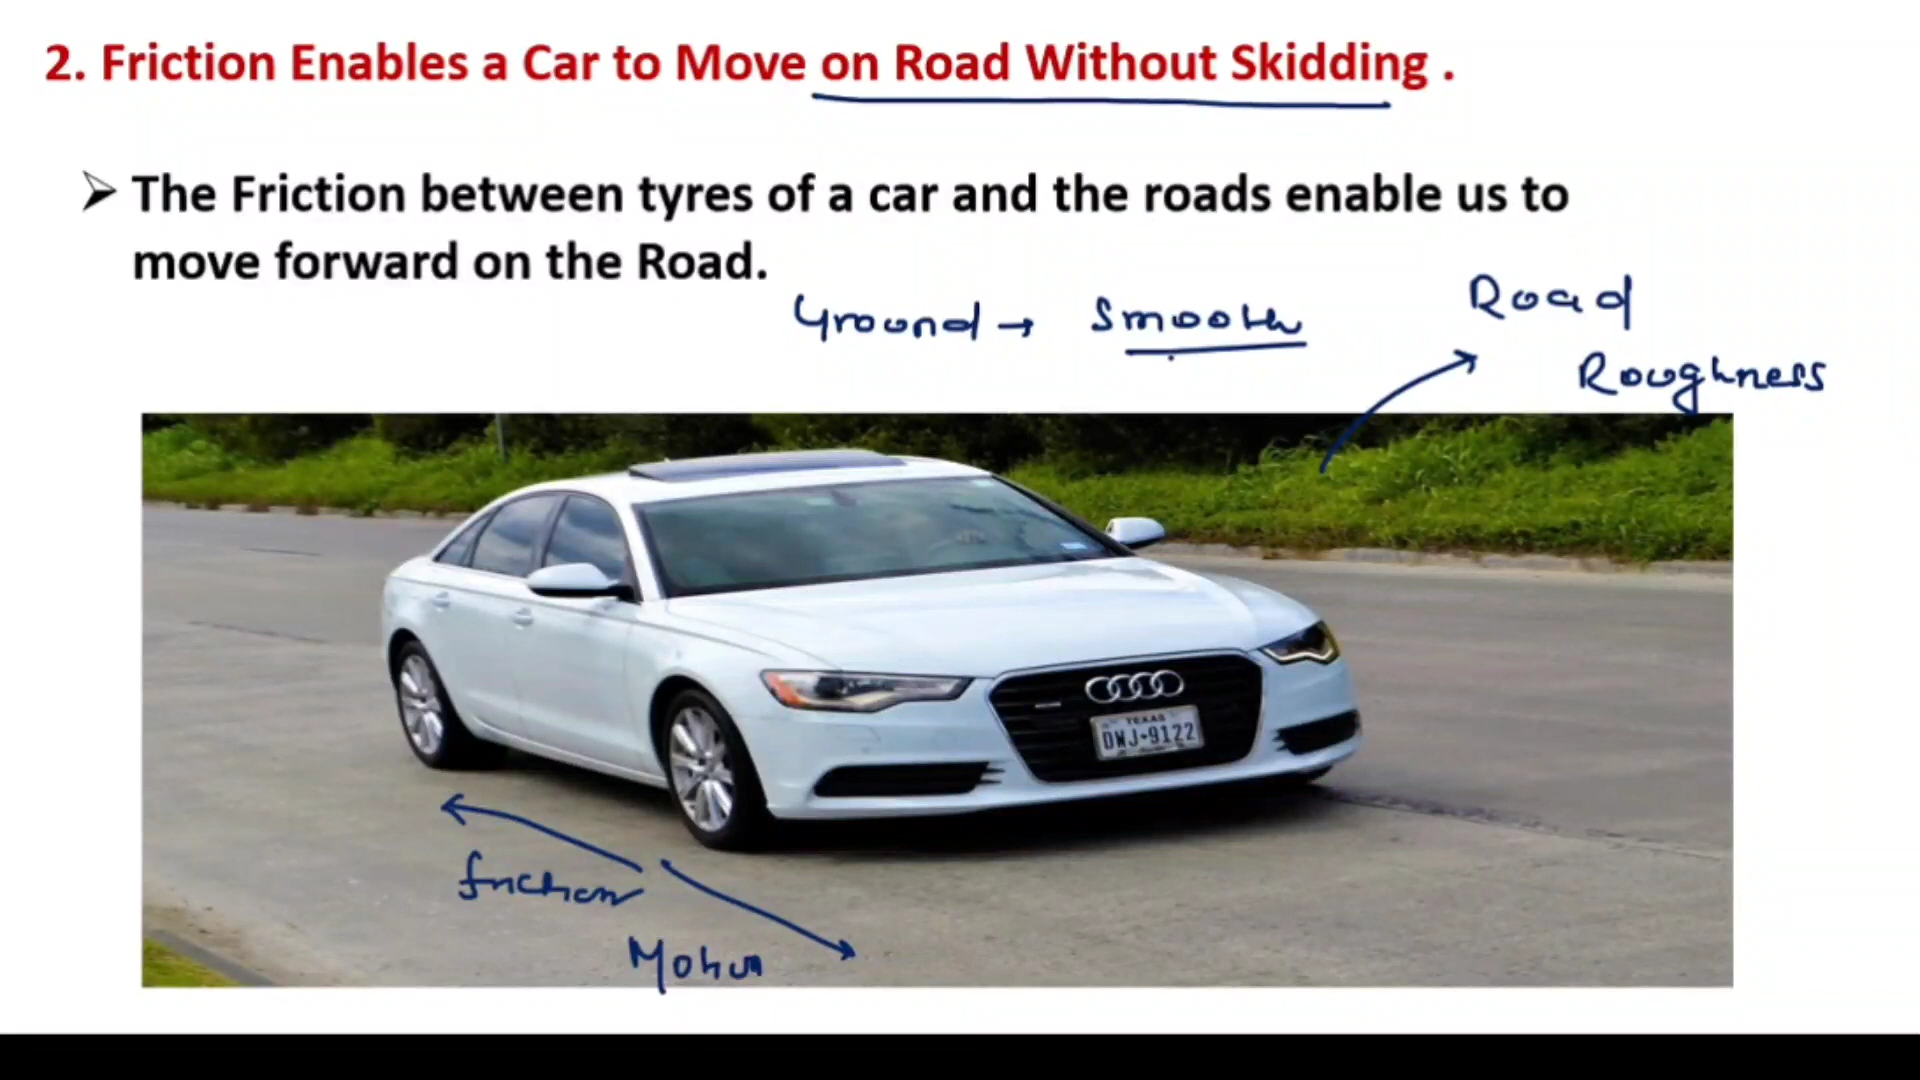 2. Friction Enables a Car to Move on Road Without Skidding .
➢ The Friction between tyres of a car and the roads enable us to
move forward on the Road.
Ground → Smooth
Road
Roughness
TEXAS
DWJ•9122
friction
Motion